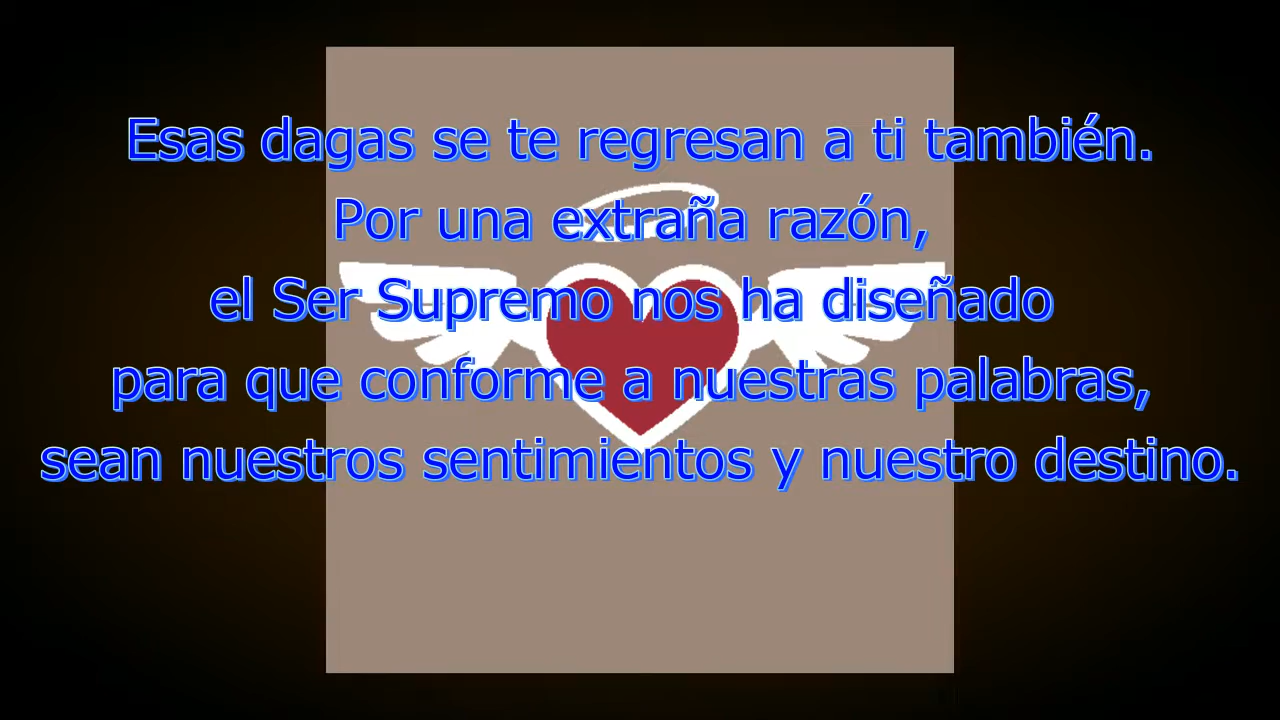 Esas dagas se te regresan a ti también.
Por una extraña razón,
el Ser Supremo nos ha diseñado
para que conforme a nuestras palabras,
sean nuestros sentimientos y nuestro destino.